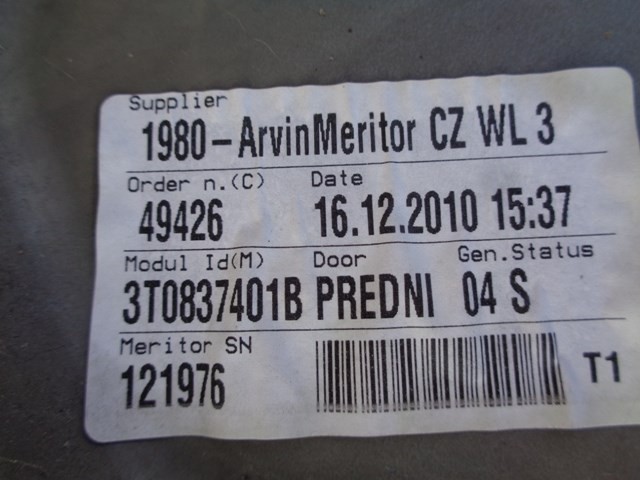 Supplier
1980-ArvinMeritor CZ WL 3
Order n.(C) Date
49426 16.12.2010 15:37
Modul Id(M) Door Gen.Status
3T0837401B PREDNI 04 S
Meritor SN
121976 T1